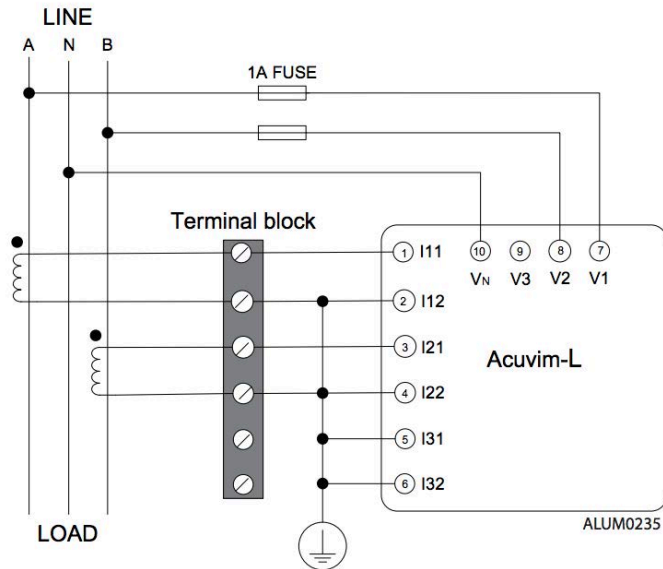 LINE
A N B
1A FUSE
Terminal block
1 I11
10 9 8 7
VN V3 V2 V1
2 I12
3 I21
Acuvim-L
4 I22
5 I31
6 I32
ALUM0235
LOAD